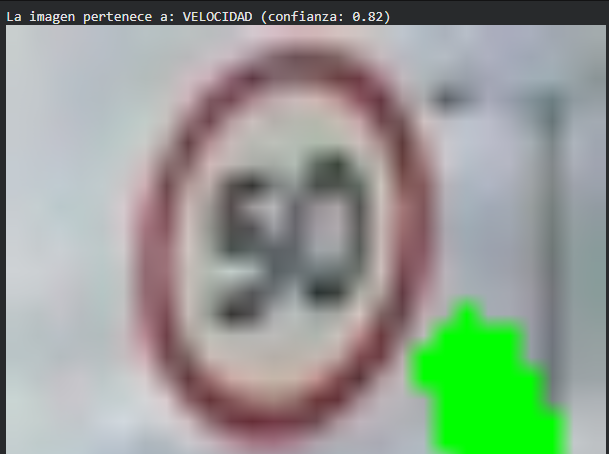 La imagen pertenece a: VELOCIDAD (confianza: 0.82)
50